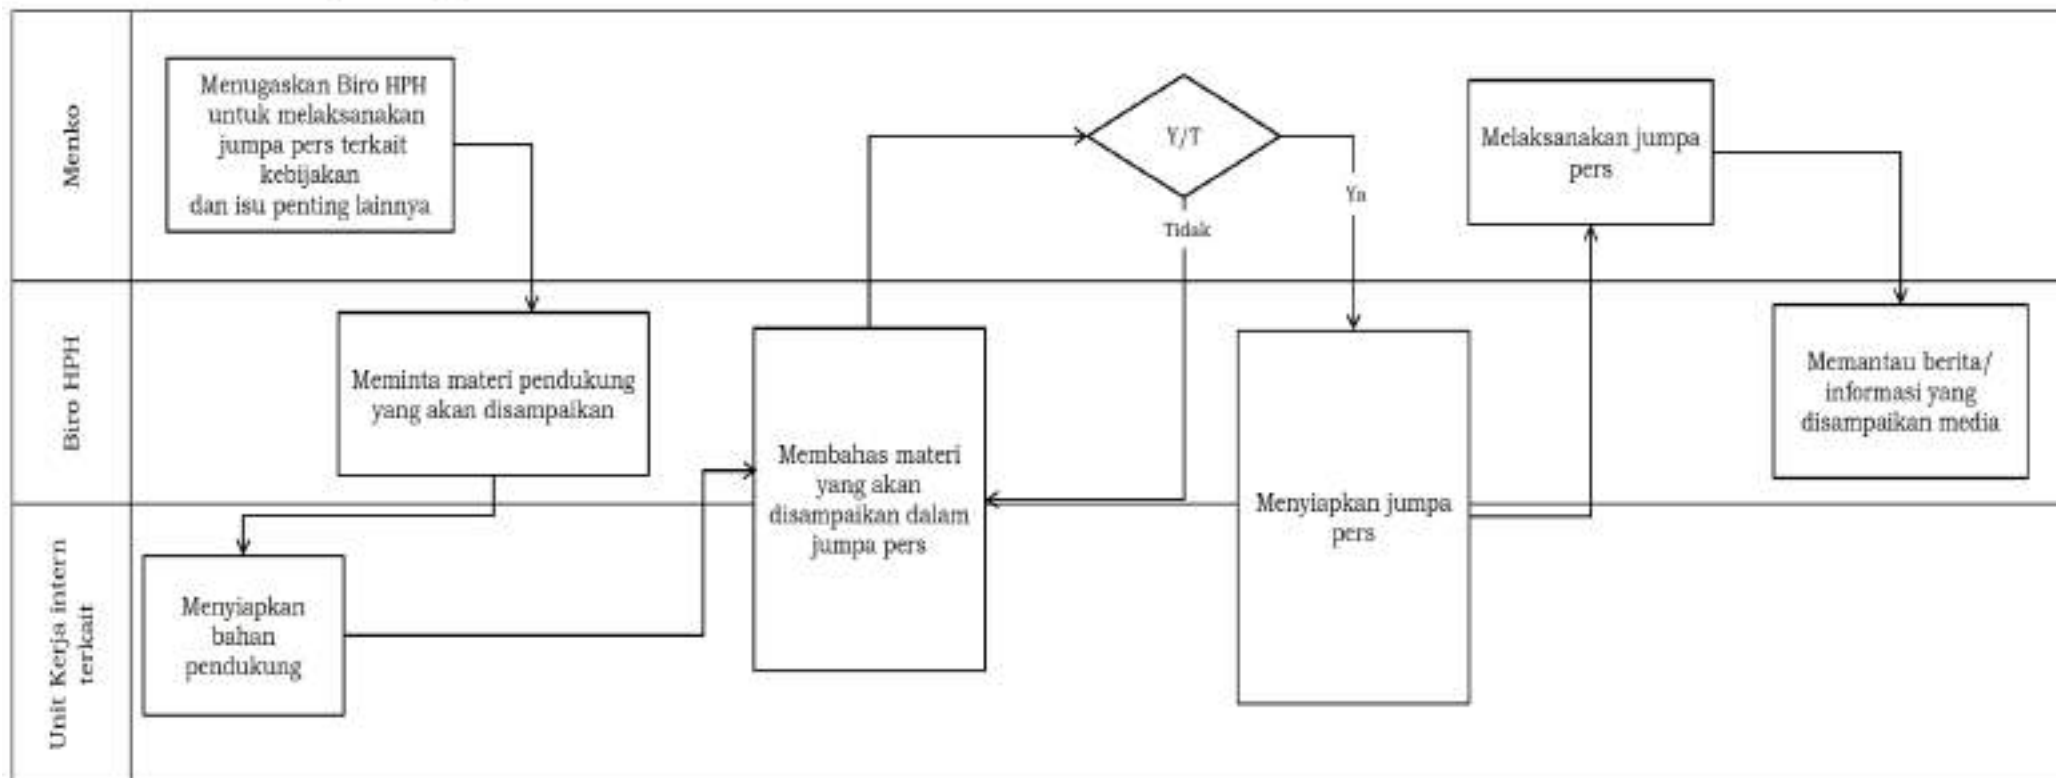 Menko
Menugaskan Biro HPH
untuk melaksanakan
jumpa pers terkait
kebijakan
dan isu penting lainnya
Y/T
Ya
Tidak
Melaksanakan jumpa
pers
Biro HPH
Meminta materi pendukung
yang akan disampaikan
Membahas materi
yang akan
disampaikan dalam
jumpa pers
Menyiapkan jumpa
pers
Memantau berita/
informasi yang
disampaikan media
Unit Kerja intern
terkait
Menyiapkan
bahan
pendukung